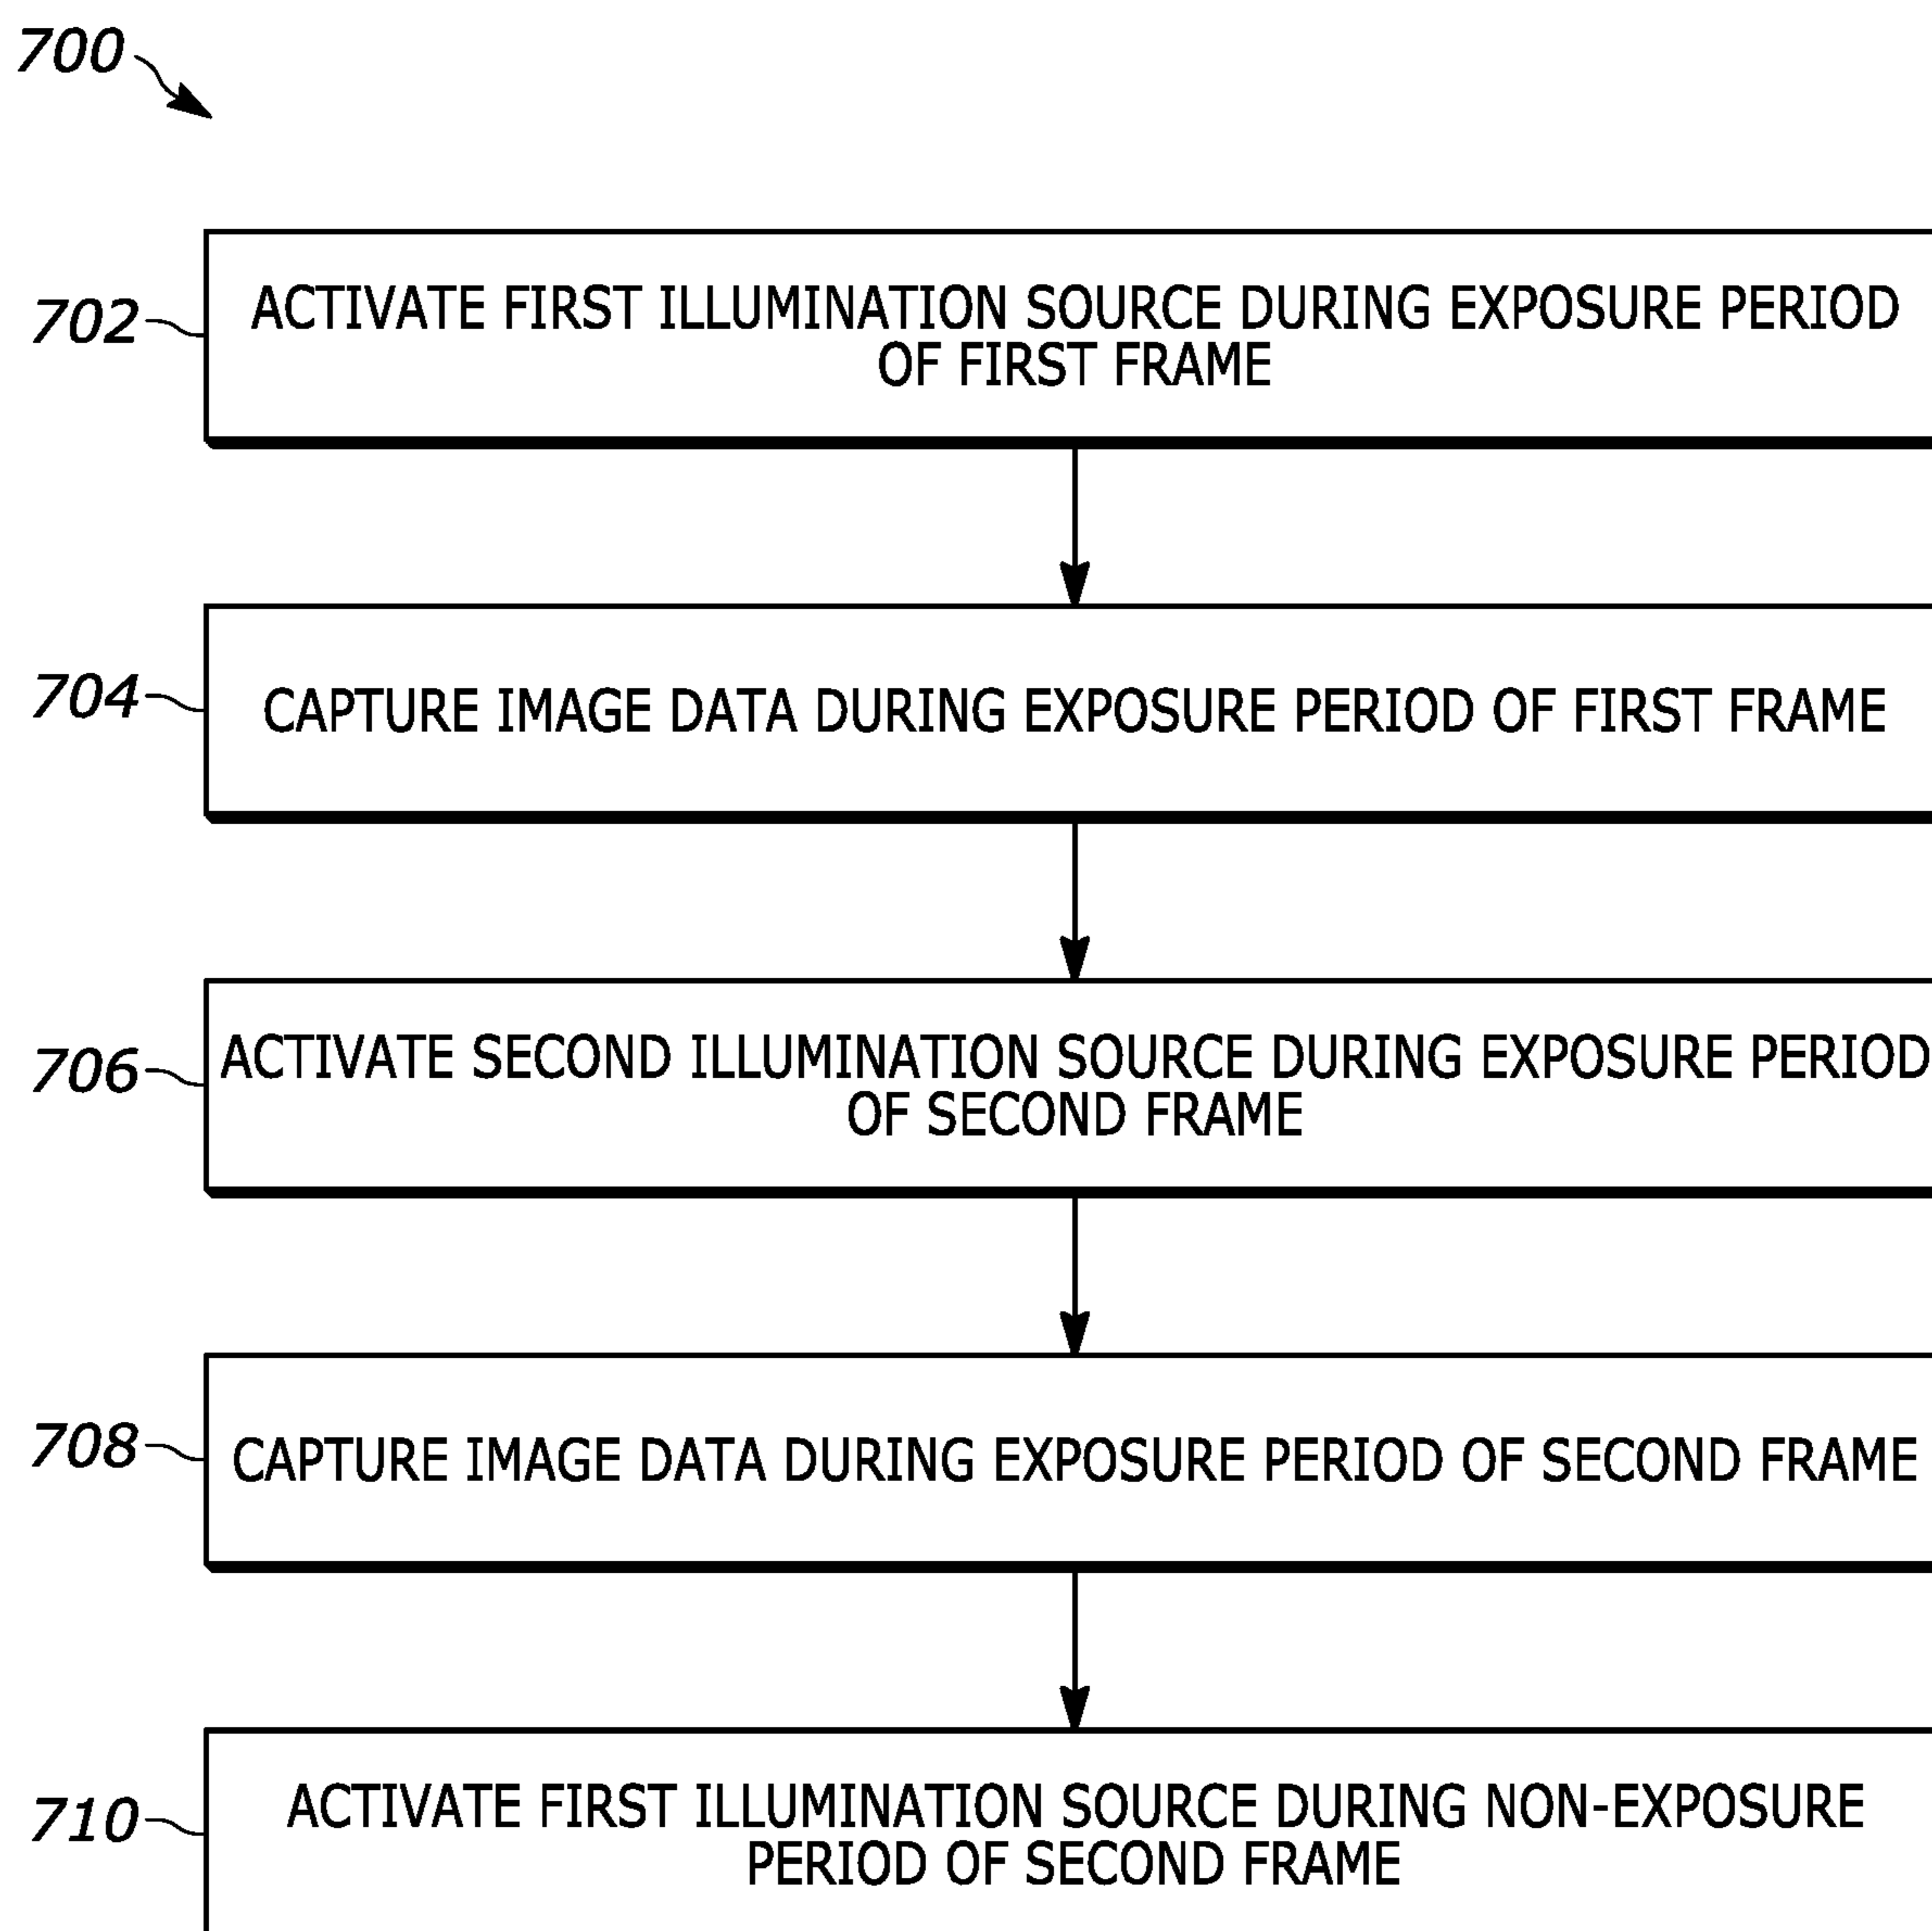 700
702
ACTIVATE FIRST ILLUMINATION SOURCE DURING EXPOSURE PERIOD
OF FIRST FRAME
704
CAPTURE IMAGE DATA DURING EXPOSURE PERIOD OF FIRST FRAME
706
ACTIVATE SECOND ILLUMINATION SOURCE DURING EXPOSURE PERIOD
OF SECOND FRAME
708
CAPTURE IMAGE DATA DURING EXPOSURE PERIOD OF SECOND FRAME
710
ACTIVATE FIRST ILLUMINATION SOURCE DURING NON-EXPOSURE
PERIOD OF SECOND FRAME